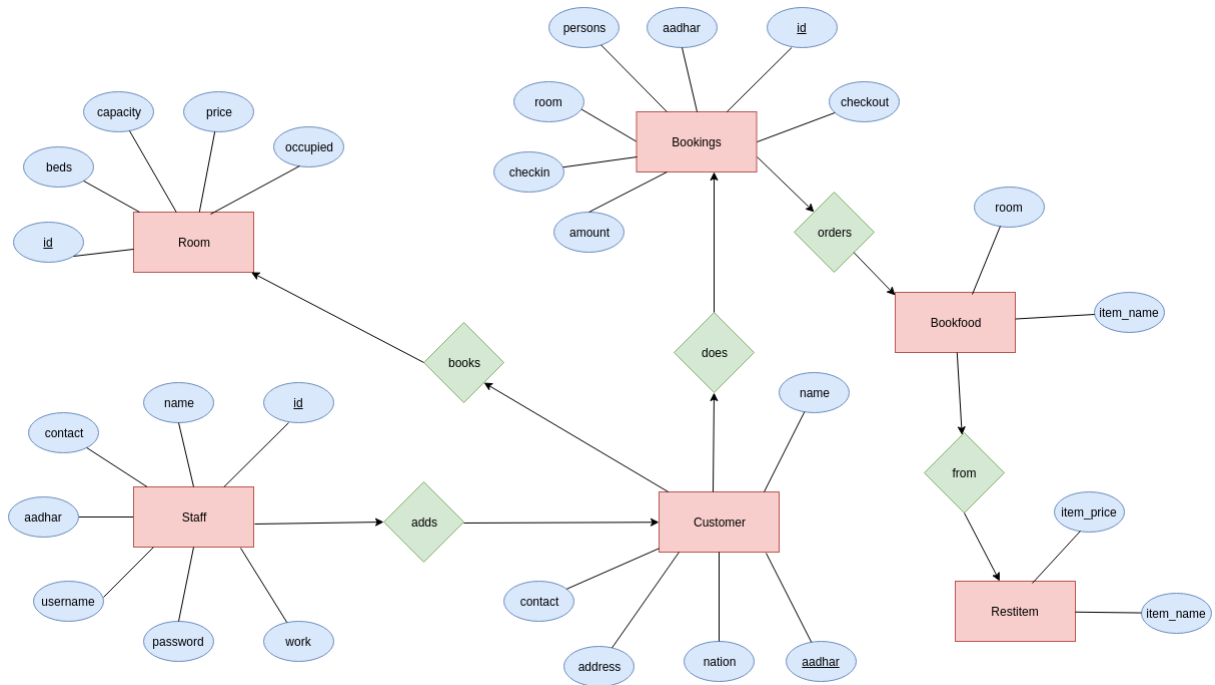 persons
aadhar
id
capacity
price
room
checkout
occupied
Bookings
beds
checkin
room
id
Room
amount
orders
Bookfood
item_name
books
does
name
name
id
contact
from
aadhar
Staff
adds
Customer
item_price
username
contact
Restitem
item_name
password
work
address
nation
aadhar